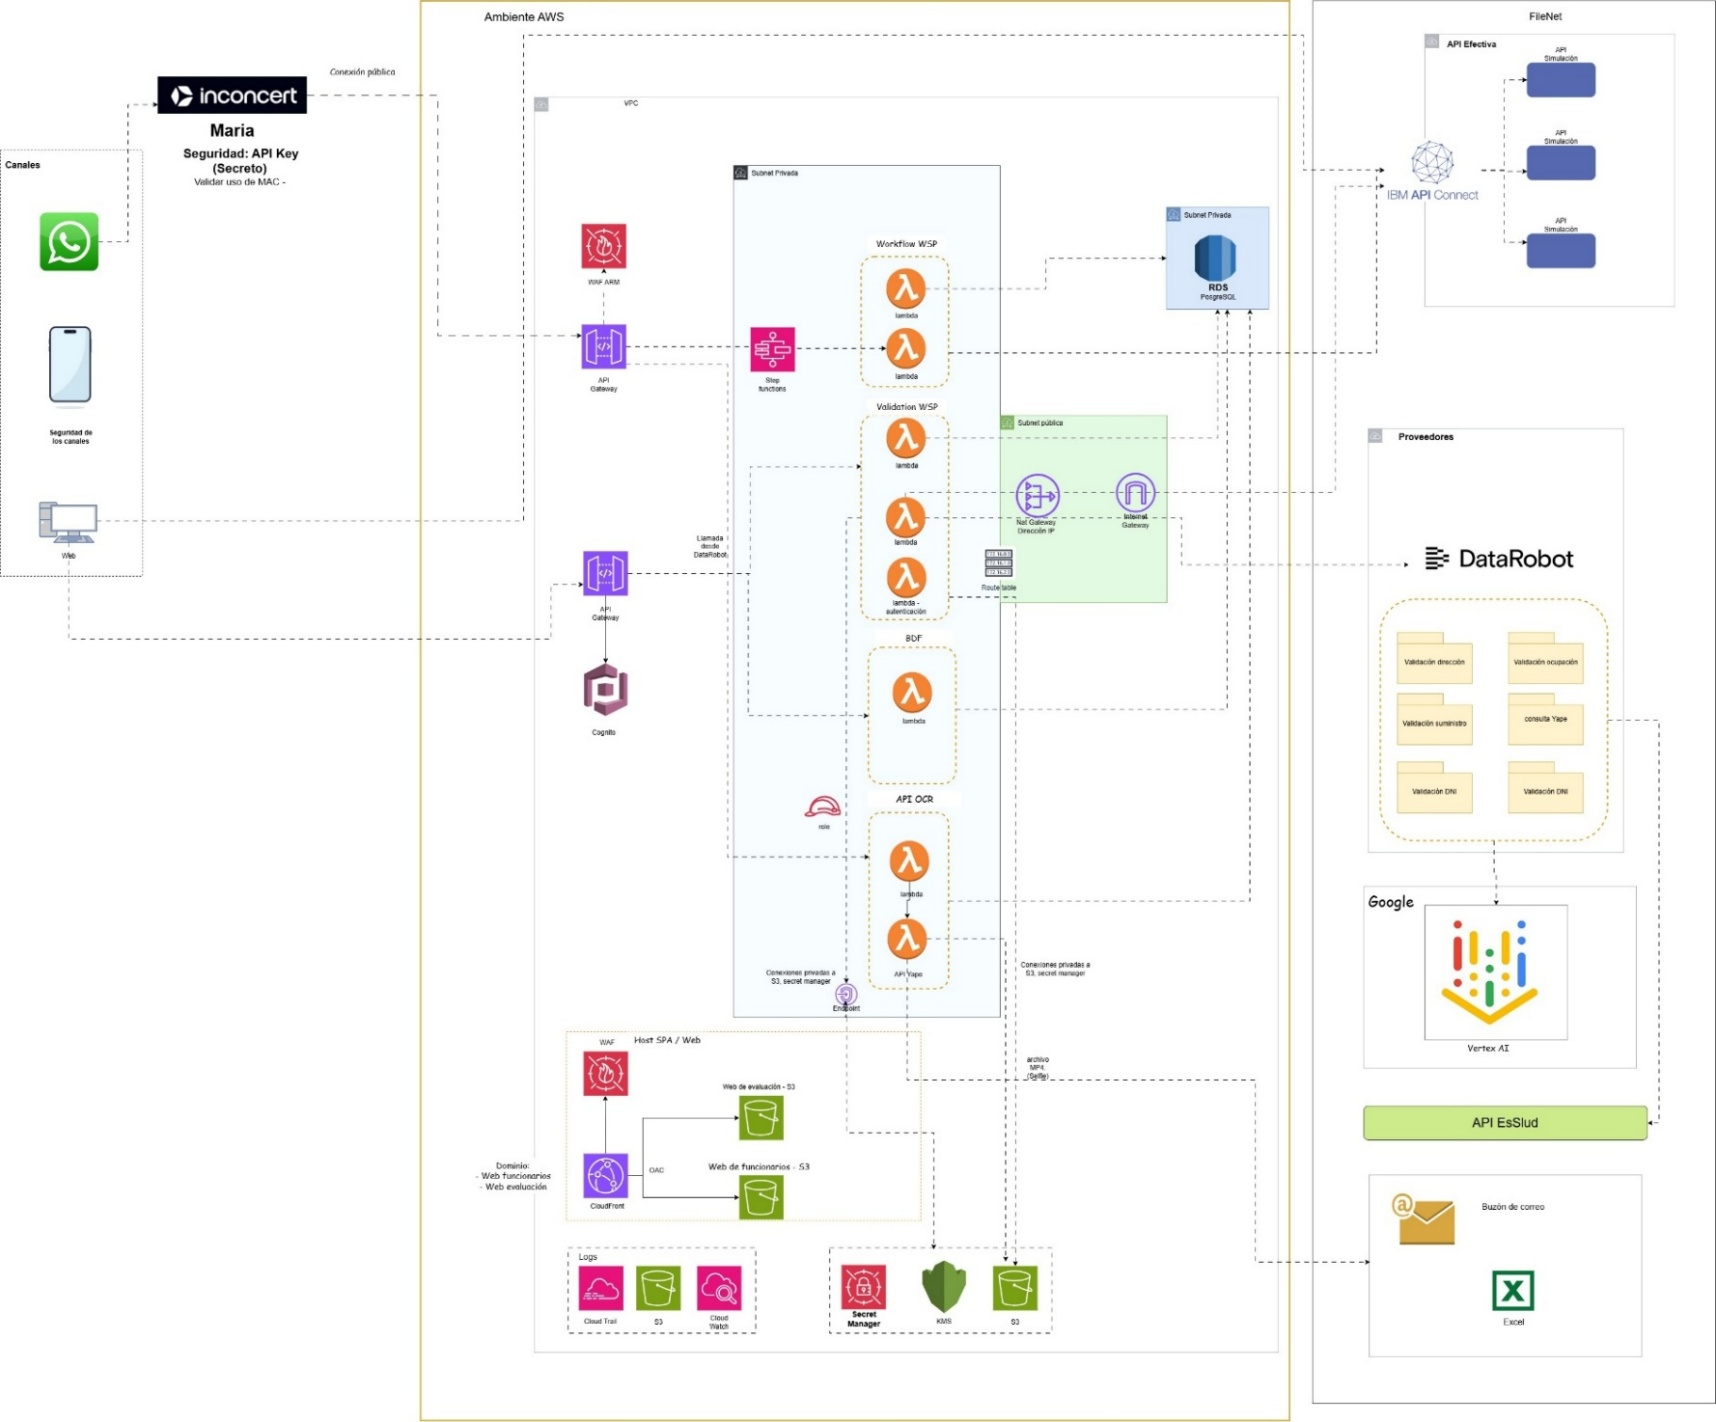 Ambiente AWS
FileNet
API Efectiva
API
Simulación
API
Simulación
API
Simulación
IBM API Connect
Conexión pública
inconcert
Maria
Seguridad: API Key
(Secreto)
Validar uso de MAC -
Canales
Seguridad de
los canales
Web
VPC
Subnet Privada
WAF ARM
API
Gateway
Step
functions
Workflow WSP
lambda
lambda
Subnet Privada
RDS
PosgreSQL
Validation WSP
lambda
lambda
lambda -
autenticación
Subnet pública
Nat Gateway
Dirección IP
Internet
Gateway
Route table
Llamada
desde
DataRobot
API
Gateway
Cognito
BDF
lambda
role
API OCR
lambda
API Yape
Conexiones privadas a
S3, secret manager
Endpoint
Conexiones privadas a
S3, secret manager
archivo
MP4.
(Selfie)
Proveedores
DataRobot
Validación dirección
Validación ocupación
Validación suministro
consulta Yape
Validación DNI
Validación DNI
Google
Vertex AI
API EsSlud
Buzón de correo
Excel
WAF
Host SPA / Web
Web de evaluación - S3
OAC
Web de funcionarios - S3
CloudFront
Dominio:
- Web funcionarios
- Web evaluación
Logs
Cloud Trail
S3
Cloud
Watch
Secret
Manager
KMS
S3